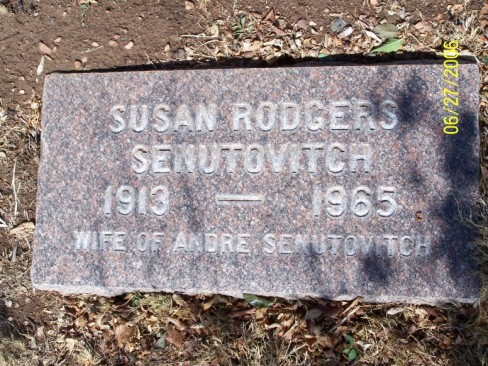 SUSAN RODGERS
SENUTOVITCH
1913 — 1965
WIFE OF ANDRE SENUTOVITCH
06/27/2006